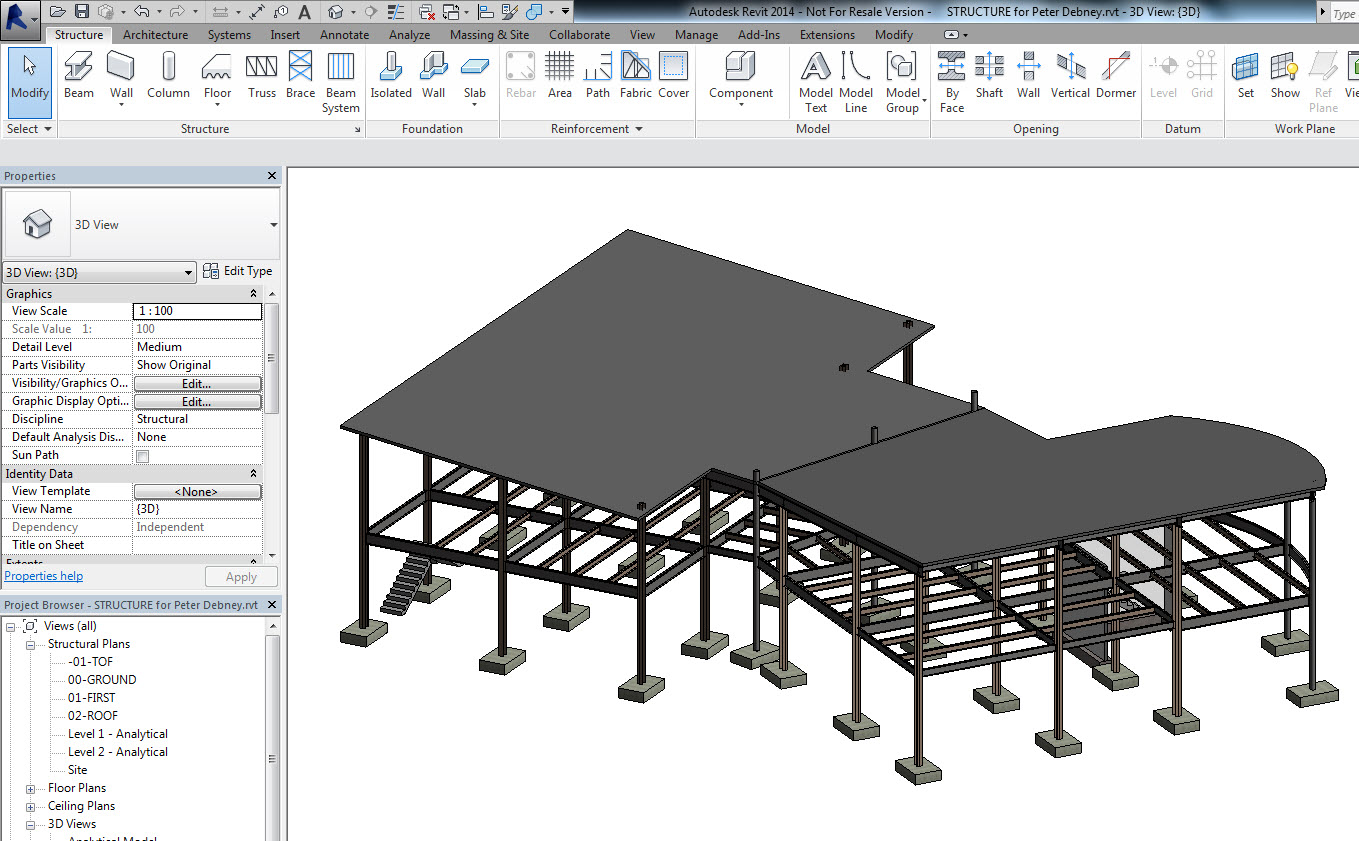 Autodesk Revit 2014 - Not For Resale Version - STRUCTURE for Peter Debney.rvt - 3D View: {3D}
Type
Structure Architecture Systems Insert Annotate Analyze Massing & Site Collaborate View Manage Add-Ins Extensions Modify
Modify Beam Wall Column Floor Truss Brace Beam System Isolated Wall Slab Rebar Area Path Fabric Cover Component Model Text Model Line Model Group By Face Shaft Wall Vertical Dormer Level Grid Set Show Ref Plane
Select Structure Foundation Reinforcement Model Opening Datum Work Plane
Properties
3D View
3D View: {3D} Edit Type
Graphics
View Scale 1 : 100
Scale Value 1: 100
Detail Level Medium
Parts Visibility Show Original
Visibility/Graphics O... Edit...
Graphic Display Opti... Edit...
Discipline Structural
Default Analysis Dis... None
Sun Path
Identity Data
View Template <None>
View Name {3D}
Dependency Independent
Title on Sheet
Extents
Properties help Apply
Project Browser - STRUCTURE for Peter Debney.rvt
Views (all)
Structural Plans
-01-TOF
00-GROUND
01-FIRST
02-ROOF
Level 1 - Analytical
Level 2 - Analytical
Site
Floor Plans
Ceiling Plans
3D Views
Analytical Model